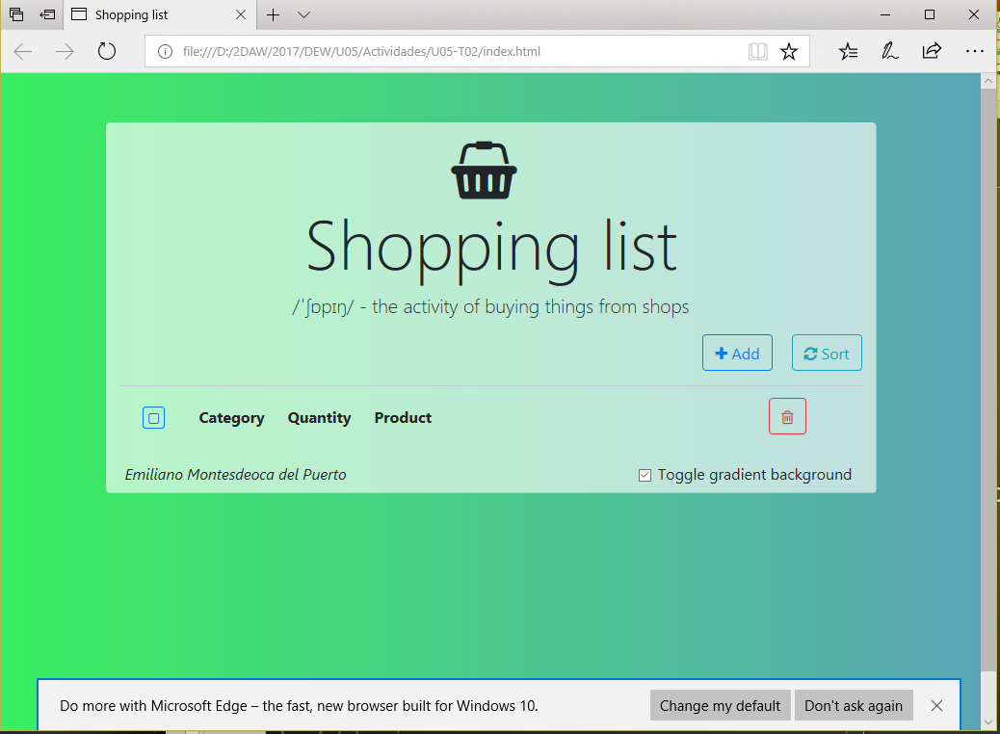 Shopping list
file:///D:/2DAW/2017/DEW/U05/Actividades/U05-T02/index.html
Shopping list
/ˈʃɒpɪŋ/ - the activity of buying things from shops
Add Sort
Category Quantity Product
Emiliano Montesdeoca del Puerto Toggle gradient background
Do more with Microsoft Edge – the fast, new browser built for Windows 10. Change my default Don't ask again